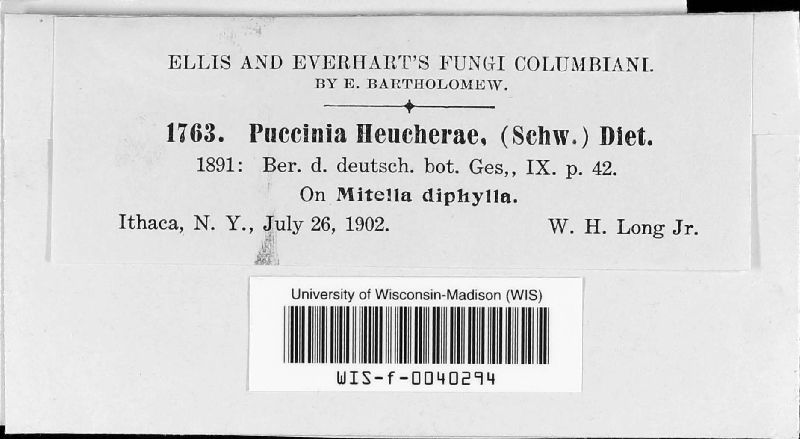 ELLIS AND EVERHART'S FUNGI COLUMBIANI.
BY E. BARTHOLOMEW.
1763. Puccinia Heucherae, (Schw.) Diet.
1891: Ber. d. deutsch. bot. Ges,, IX. p. 42.
On Mitella diphylla.
Ithaca, N. Y., July 26, 1902. W. H. Long Jr.
University of Wisconsin-Madison (WIS)
WIS-f-0040294